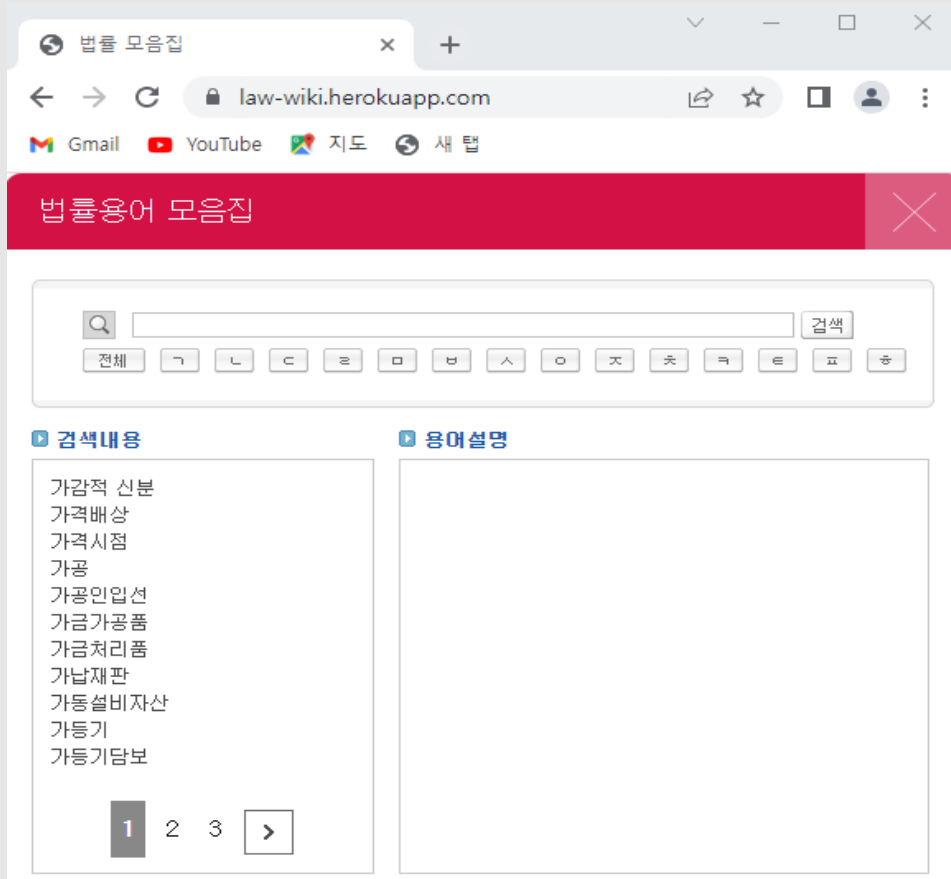 법률 모음집
law-wiki.herokuapp.com
Gmail YouTube 지도 새 탭
법률용어 모음집
검색
전체 ㄱ ㄴ ㄷ ㄹ ㅁ ㅂ ㅅ ㅇ ㅈ ㅊ ㅋ ㅌ ㅍ ㅎ
검색내용 용어설명
가감적 신분
가격배상
가격시점
가공
가공인입선
가금가공품
가금처리품
가납재판
가동설비자산
가등기
가등기담보
1 2 3 >